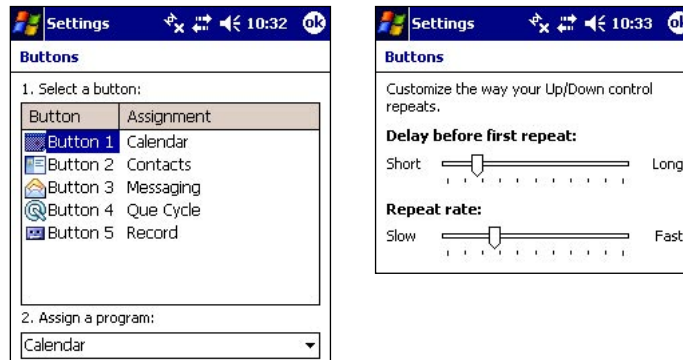 Settings 10:32 ok
Buttons
1. Select a button:
Button Assignment
Button 1 Calendar
Button 2 Contacts
Button 3 Messaging
Button 4 Que Cycle
Button 5 Record
2. Assign a program:
Calendar
Settings 10:33 ok
Buttons
Customize the way your Up/Down control
repeats.
Delay before first repeat:
Short Long
Repeat rate:
Slow Fast